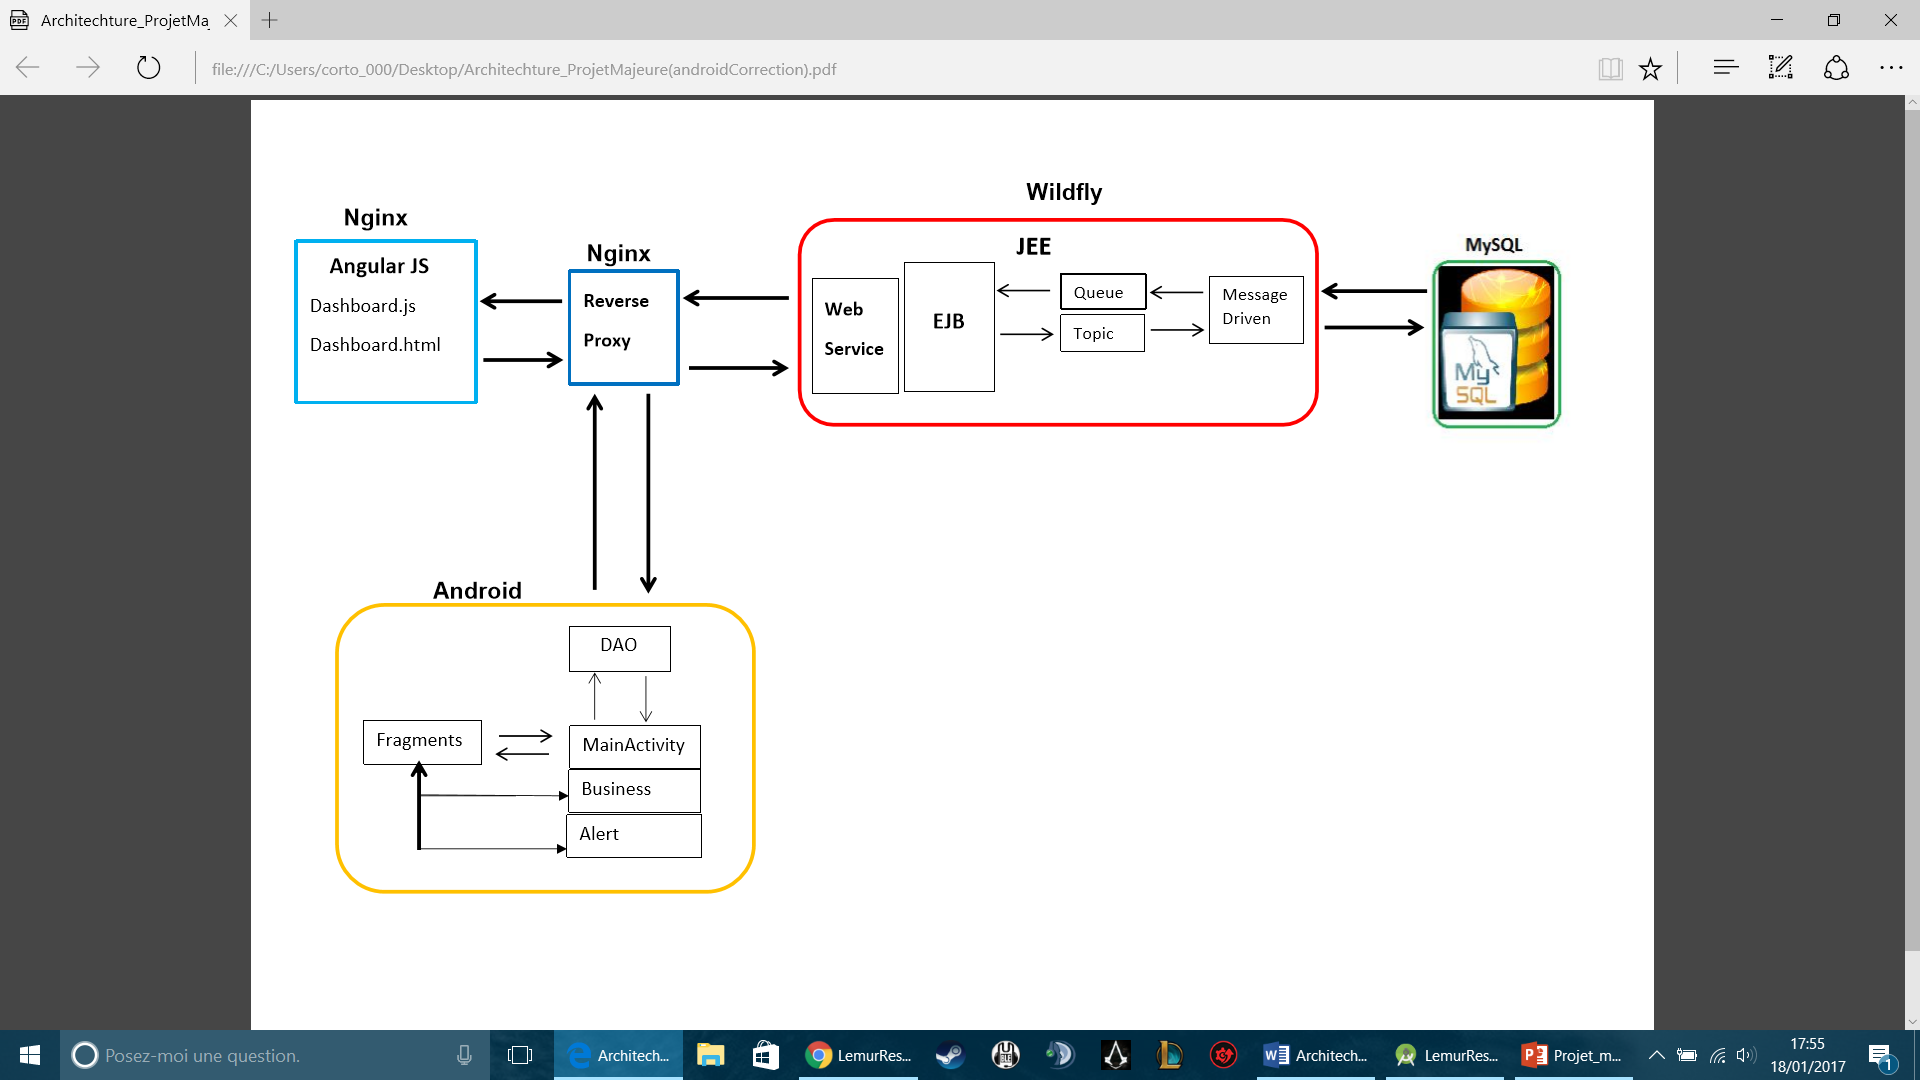 Architechture_ProjetMa
file:///C:/Users/corto_000/Desktop/Architechture_ProjetMajeure(androidCorrection).pdf
Wildfly
Nginx
Nginx
JEE
MySQL
Angular JS
Dashboard.js
Dashboard.html
Reverse
Proxy
Web
Service
EJB
Queue
Topic
Message
Driven
My
SQL
Android
DAO
Fragments
MainActivity
Business
Alert
Posez-moi une question.
Architech...
LemurRes...
Architech...
LemurRes...
Projet_m...
17:55
18/01/2017
1